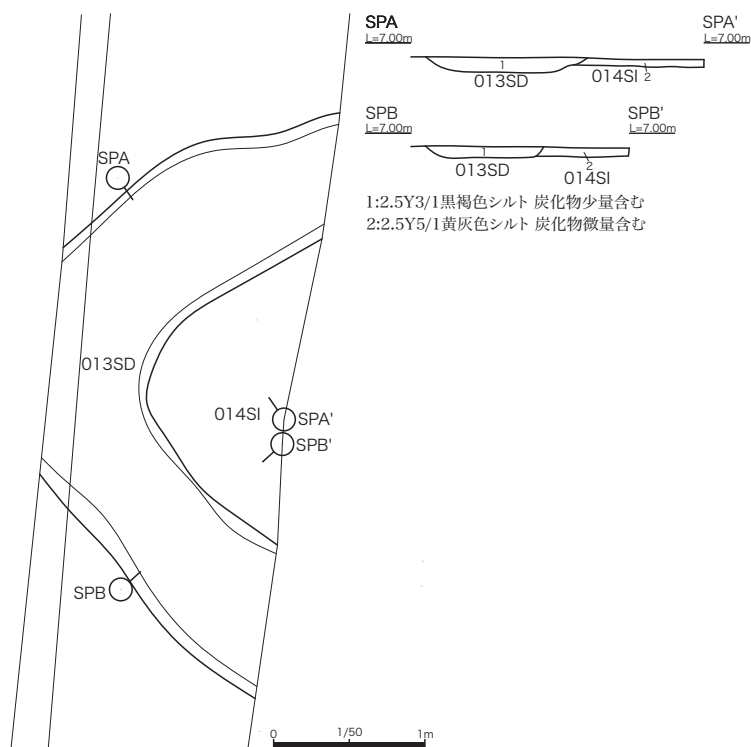 SPA
SPA'
L=7.00m
L=7.00m
1
013SD
014SI
2
SPB
SPB'
L=7.00m
L=7.00m
1
2
013SD
014SI
1:2.5Y3/1黒褐色シルト 炭化物少量含む
2:2.5Y5/1黄灰色シルト 炭化物微量含む
SPA
013SD
014SI
SPA'
SPB'
SPB
0
1/50
1m